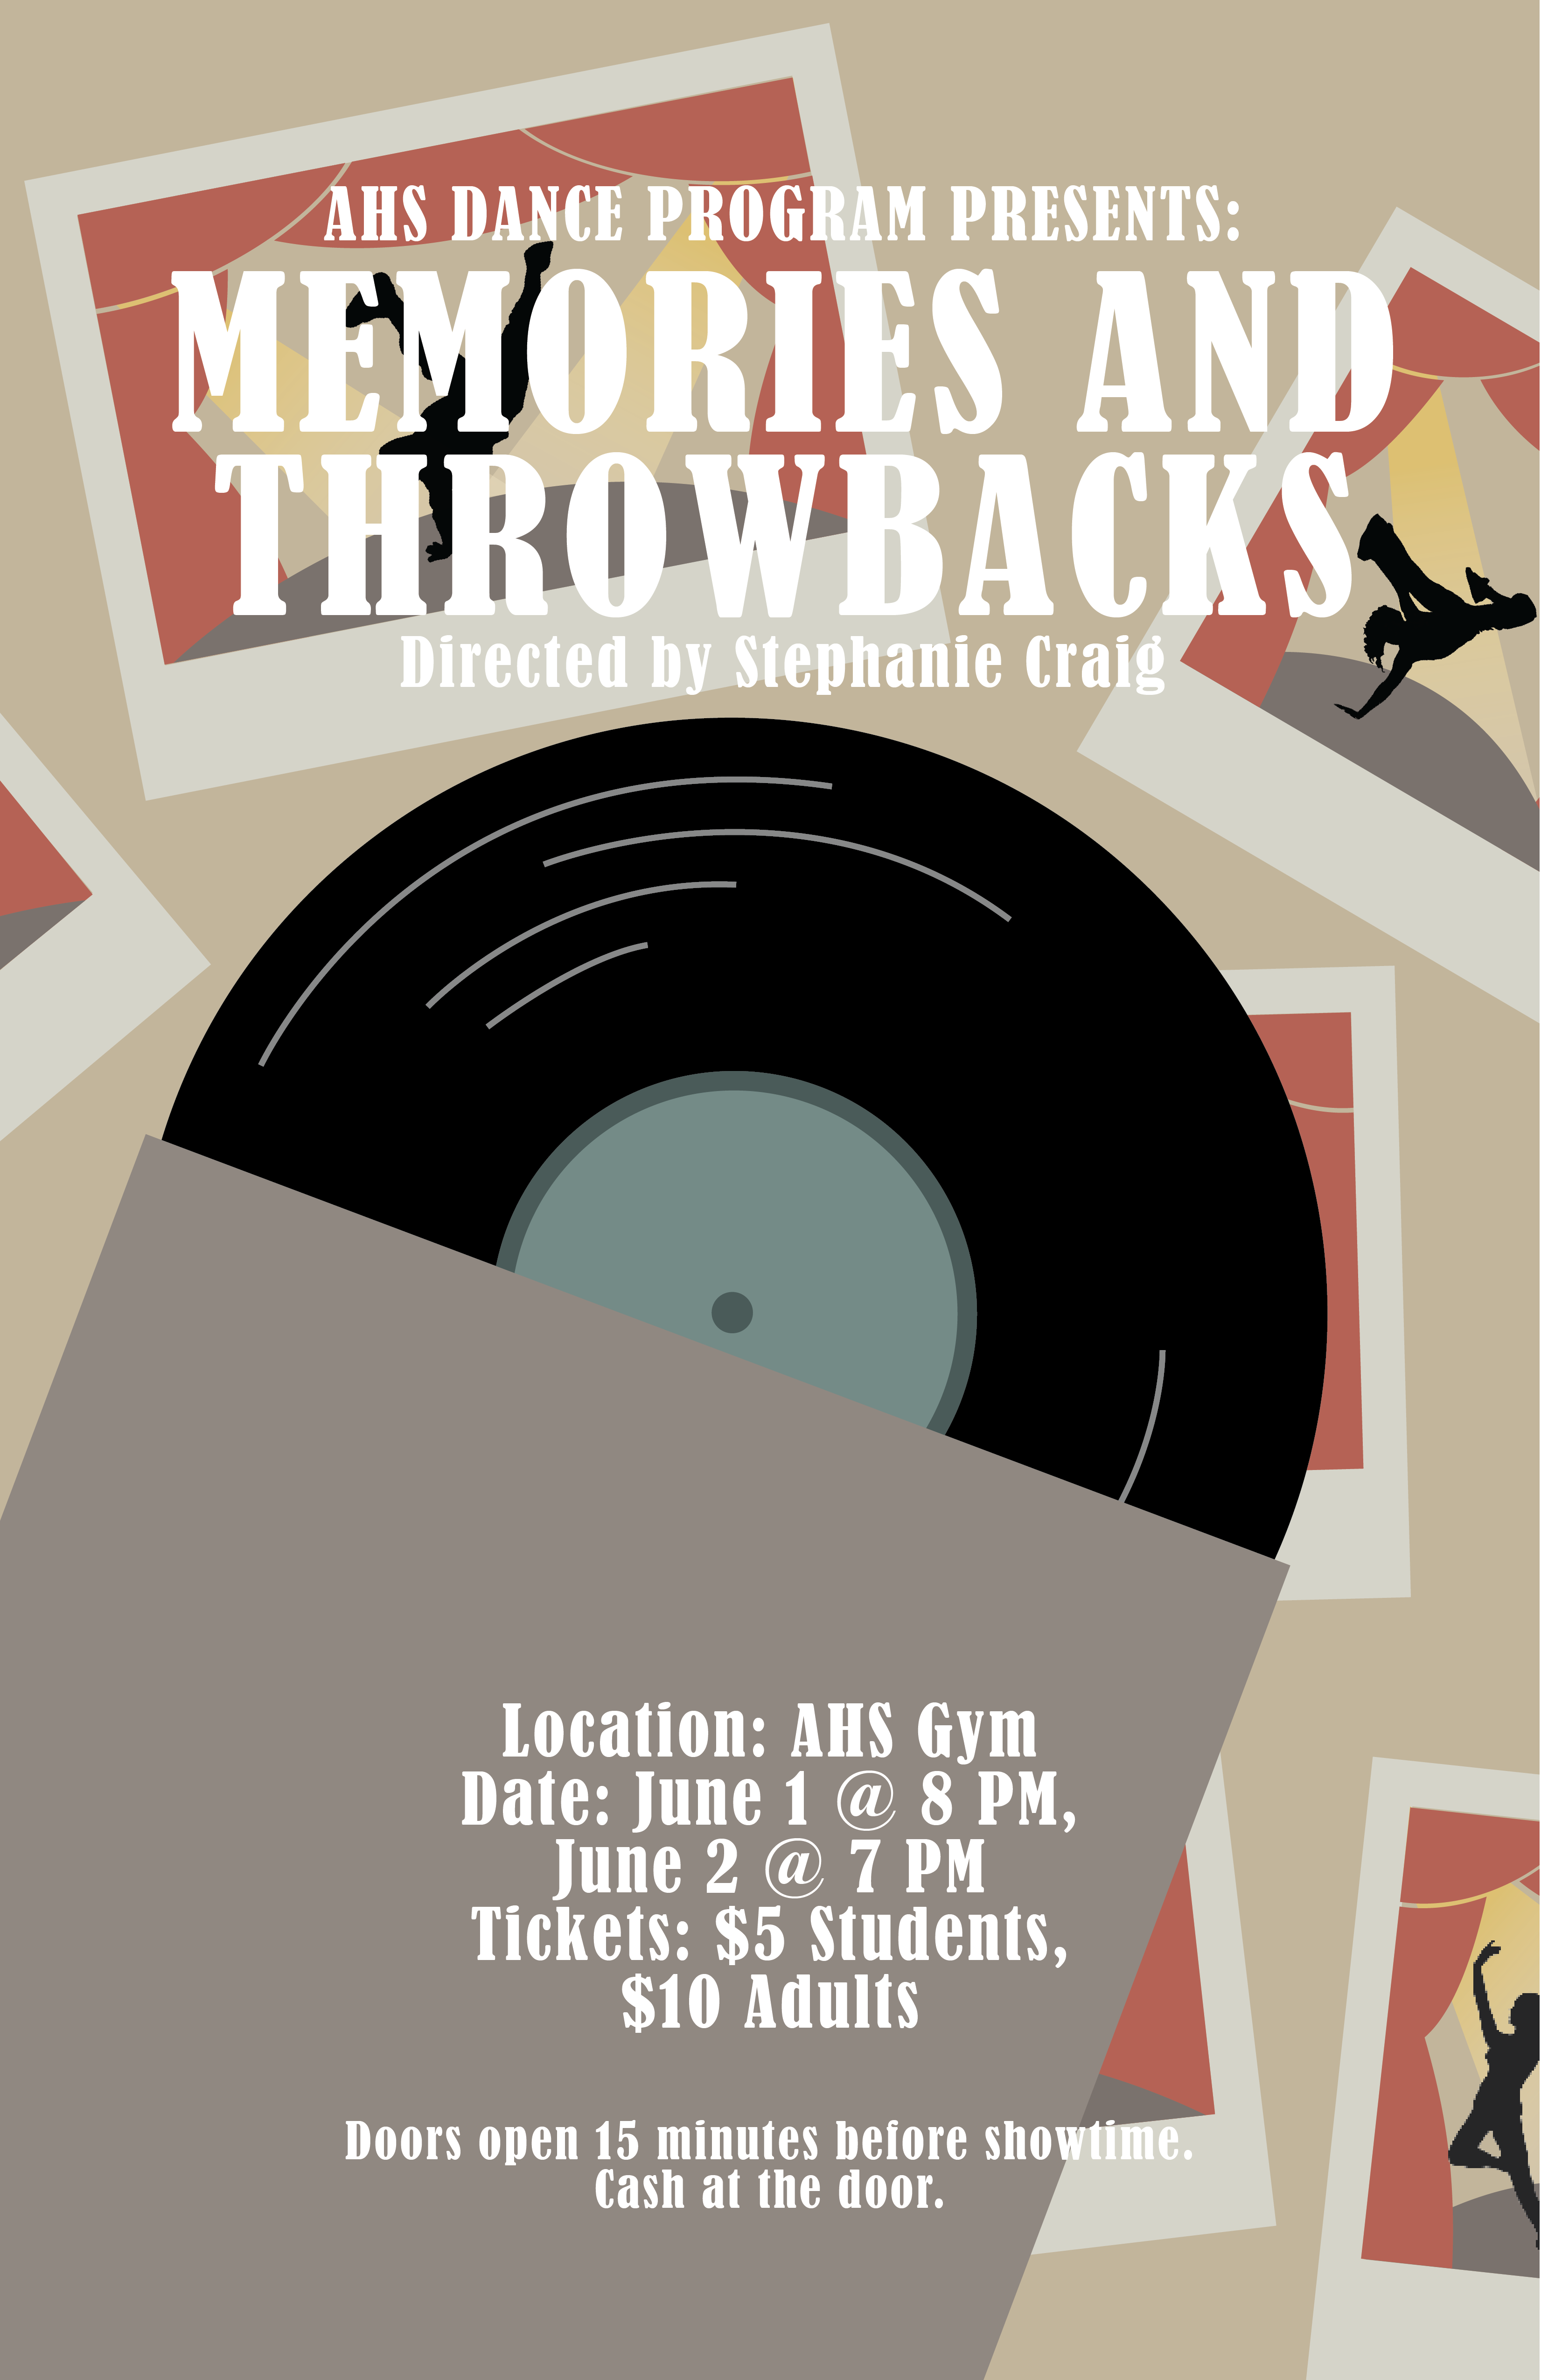 AHS DANCE PROGRAM PRESENTS:
MEMORIES AND
THROWBACKS
Directed by Stephanie Craig
Location: AHS Gym
Date: June 1 @ 8 PM,
June 2 @ 7 PM
Tickets: $5 Students,
$10 Adults
Doors open 15 minutes before showtime.
Cash at the door.